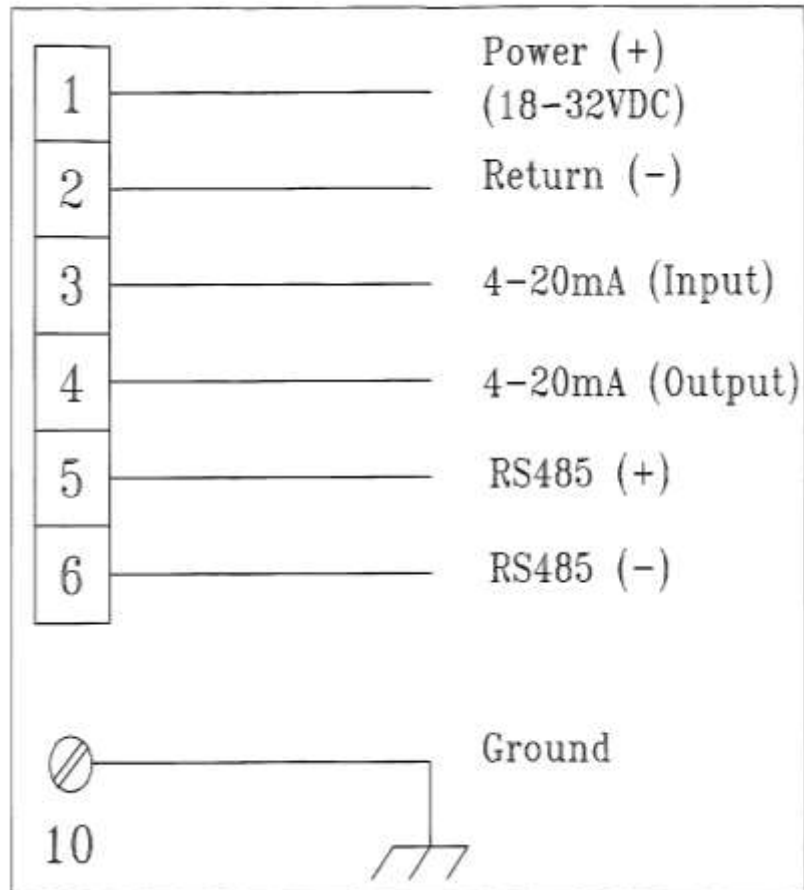 1
Power (+)
(18-32VDC)
2
Return (-)
3
4-20mA (Input)
4
4-20mA (Output)
5
RS485 (+)
6
RS485 (-)
Ground
10